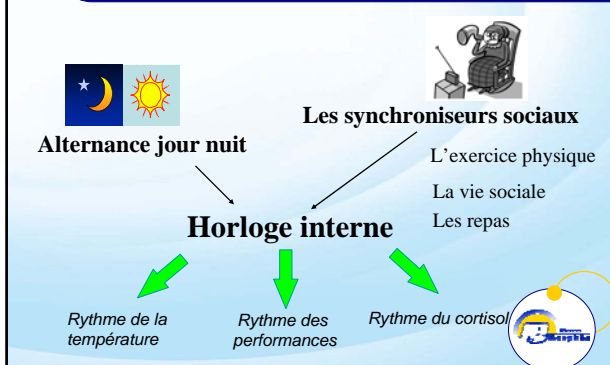 Les synchroniseurs sociaux
Alternance jour nuit
L'exercice physique
La vie sociale
Les repas
Horloge interne
Rythme de la
température
Rythme des
performances
Rythme du cortisol